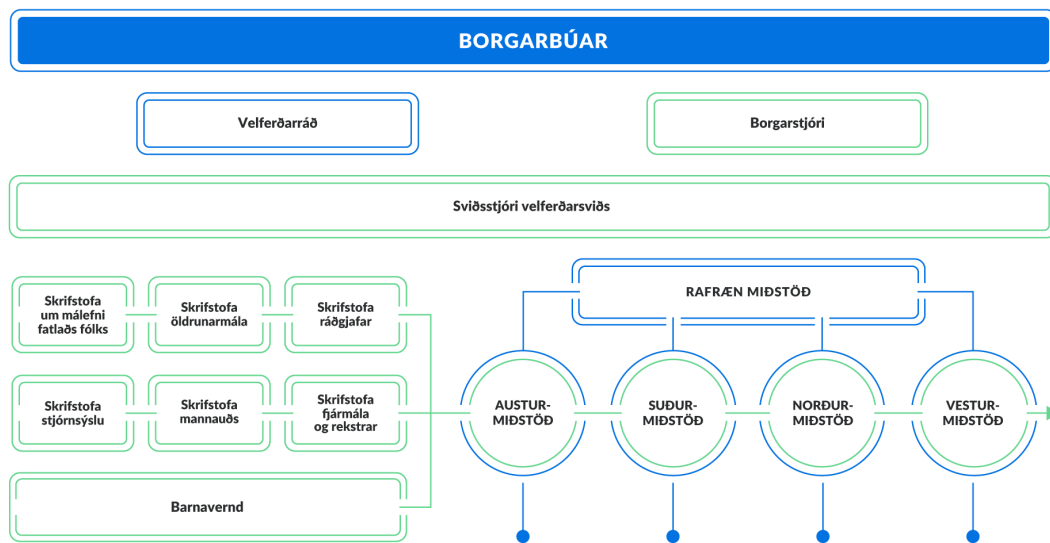 BORGARBÚAR
Velferðarráð
Borgarstjóri
Sviðsstjóri velferðarsviðs
RAFRÆN MIÐSTÖÐ
Skrifstofa
um málefni
fatlaðs fólks
Skrifstofa
öldrunarmála
Skrifstofa
ráðgjafar
Skrifstofa
stjórnsýslu
Skrifstofa
mannauðs
Skrifstofa
fjármála
og rekstrar
AUSTUR-
MIÐSTÖÐ
SUÐUR-
MIÐSTÖÐ
NORÐUR-
MIÐSTÖÐ
VESTUR-
MIÐSTÖÐ
Barnavernd